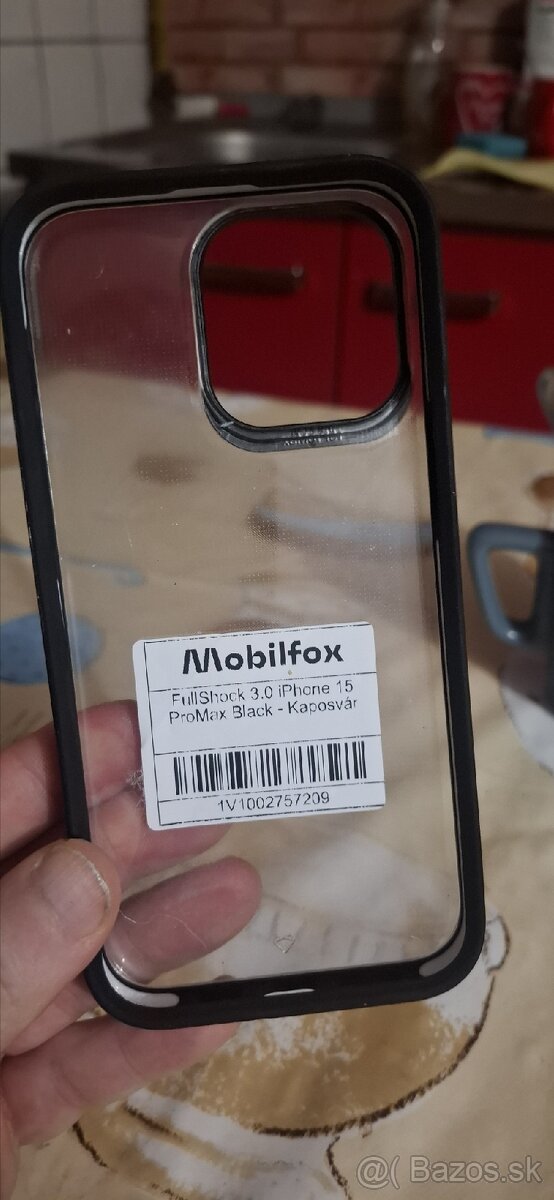 Mobilfox
FullShock 3.0 iPhone 15
ProMax Black - Kaposvár
1V1002757209
@( Bazos.sk